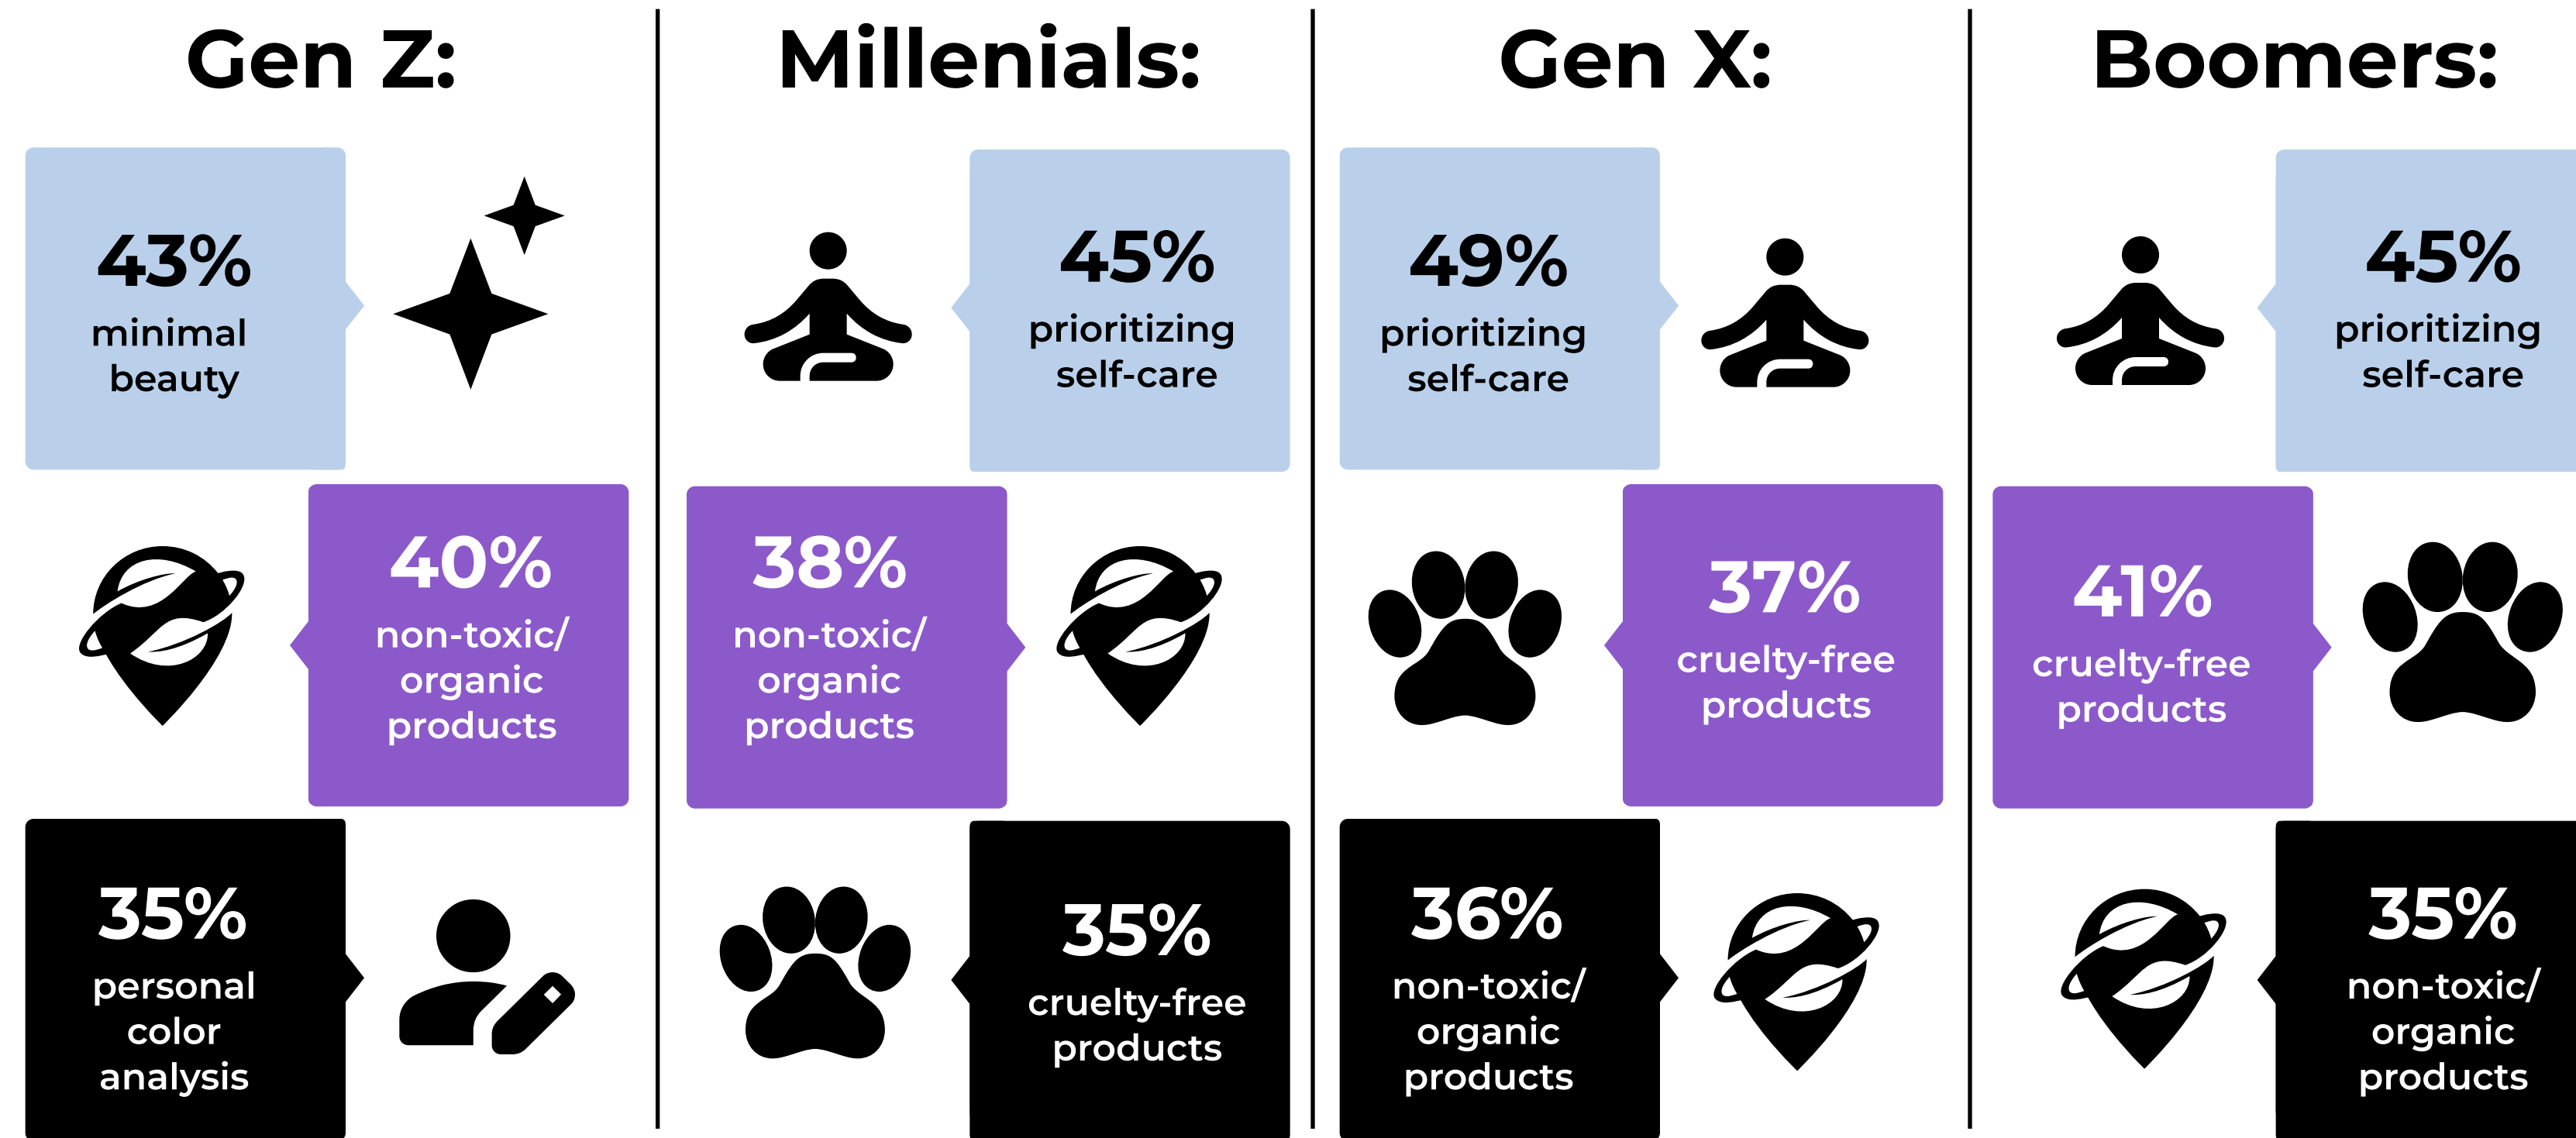 Gen Z:
43%
minimal
beauty
40%
non-toxic/
organic
products
35%
personal
color
analysis
Millenials:
45%
prioritizing
self-care
38%
non-toxic/
organic
products
35%
cruelty-free
products
Gen X:
49%
prioritizing
self-care
37%
cruelty-free
products
36%
non-toxic/
organic
products
Boomers:
45%
prioritizing
self-care
41%
cruelty-free
products
35%
non-toxic/
organic
products